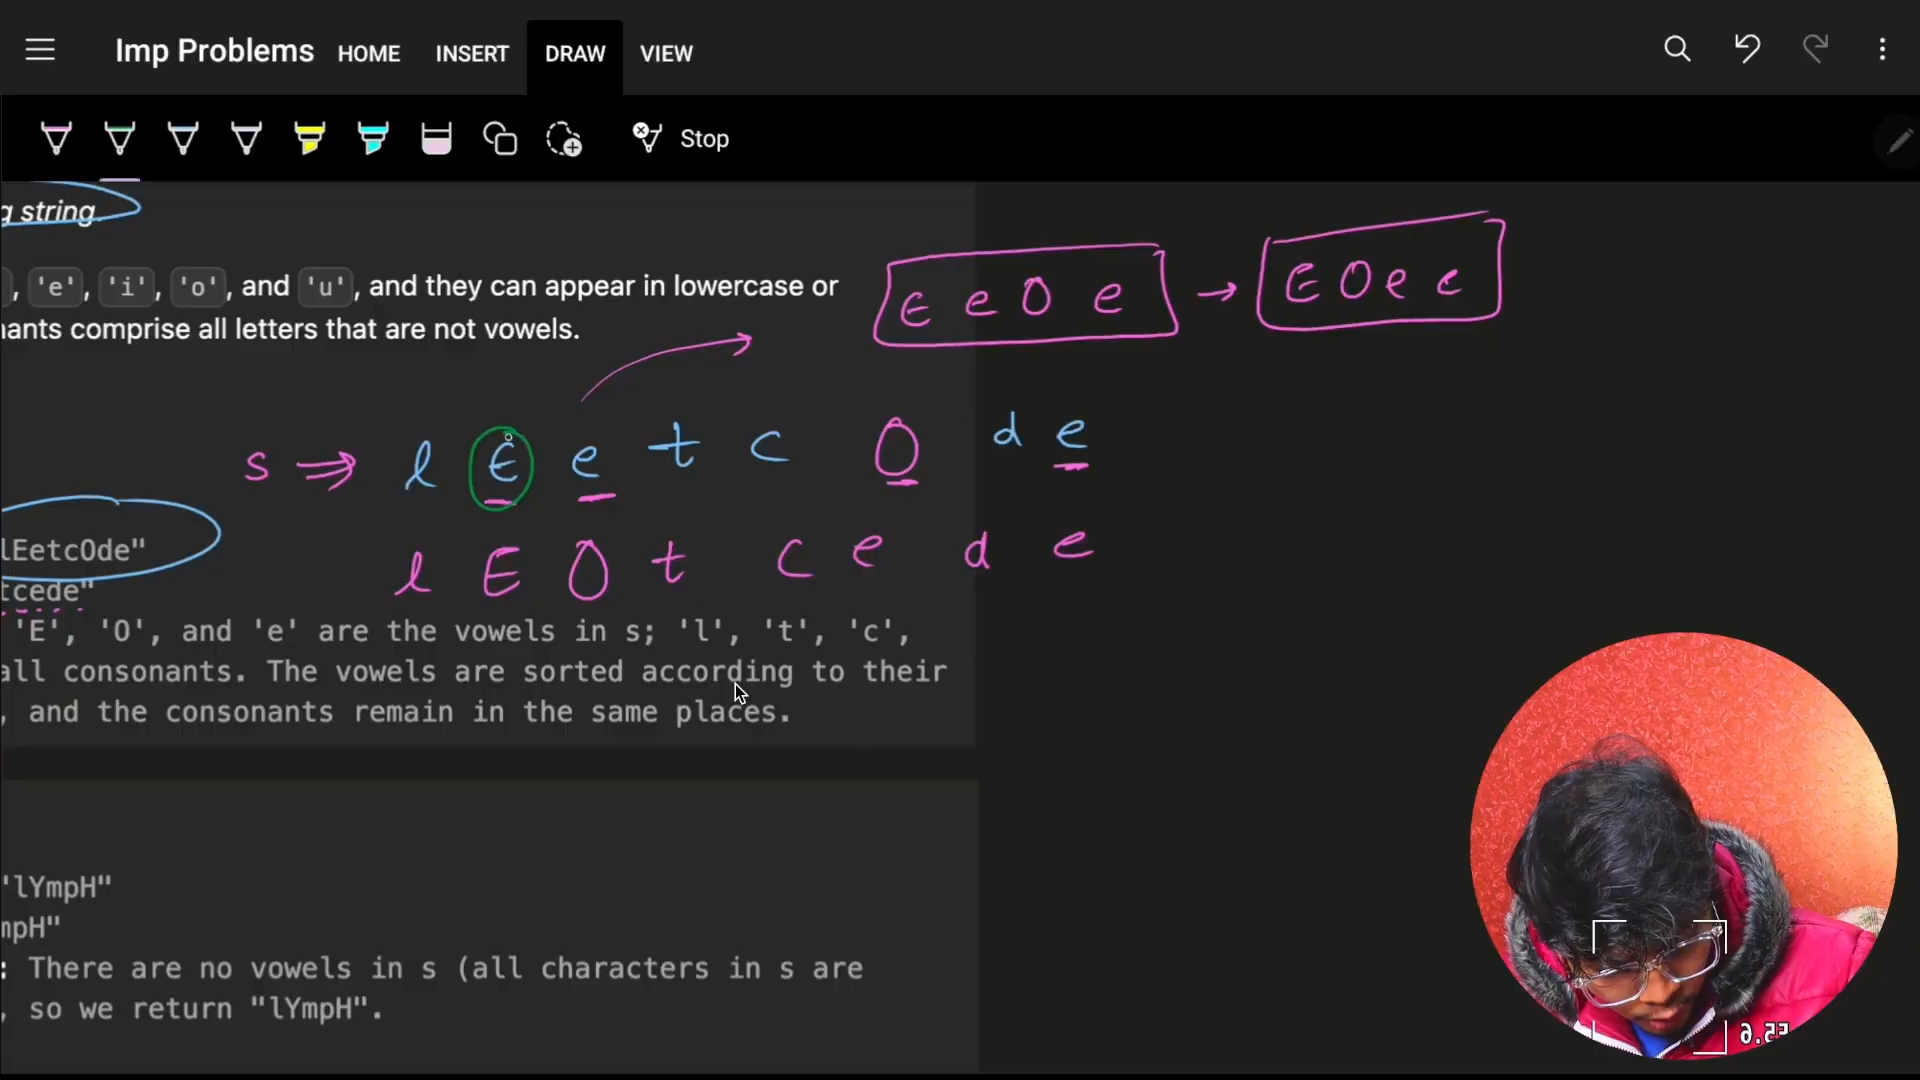 Imp Problems HOME INSERT DRAW VIEW
Stop
g string.
, 'e', 'i', 'o', and 'u', and they can appear in lowercase or
nants comprise all letters that are not vowels.
E e O e → E O e e
s ⇒ l E e t c O d e
l E O t c e d e
lEetcOde"
tcede"
'E', 'O', and 'e' are the vowels in s; 'l', 't', 'c',
all consonants. The vowels are sorted according to their
, and the consonants remain in the same places.
"lYmpH"
mpH"
: There are no vowels in s (all characters in s are
, so we return "lYmpH".